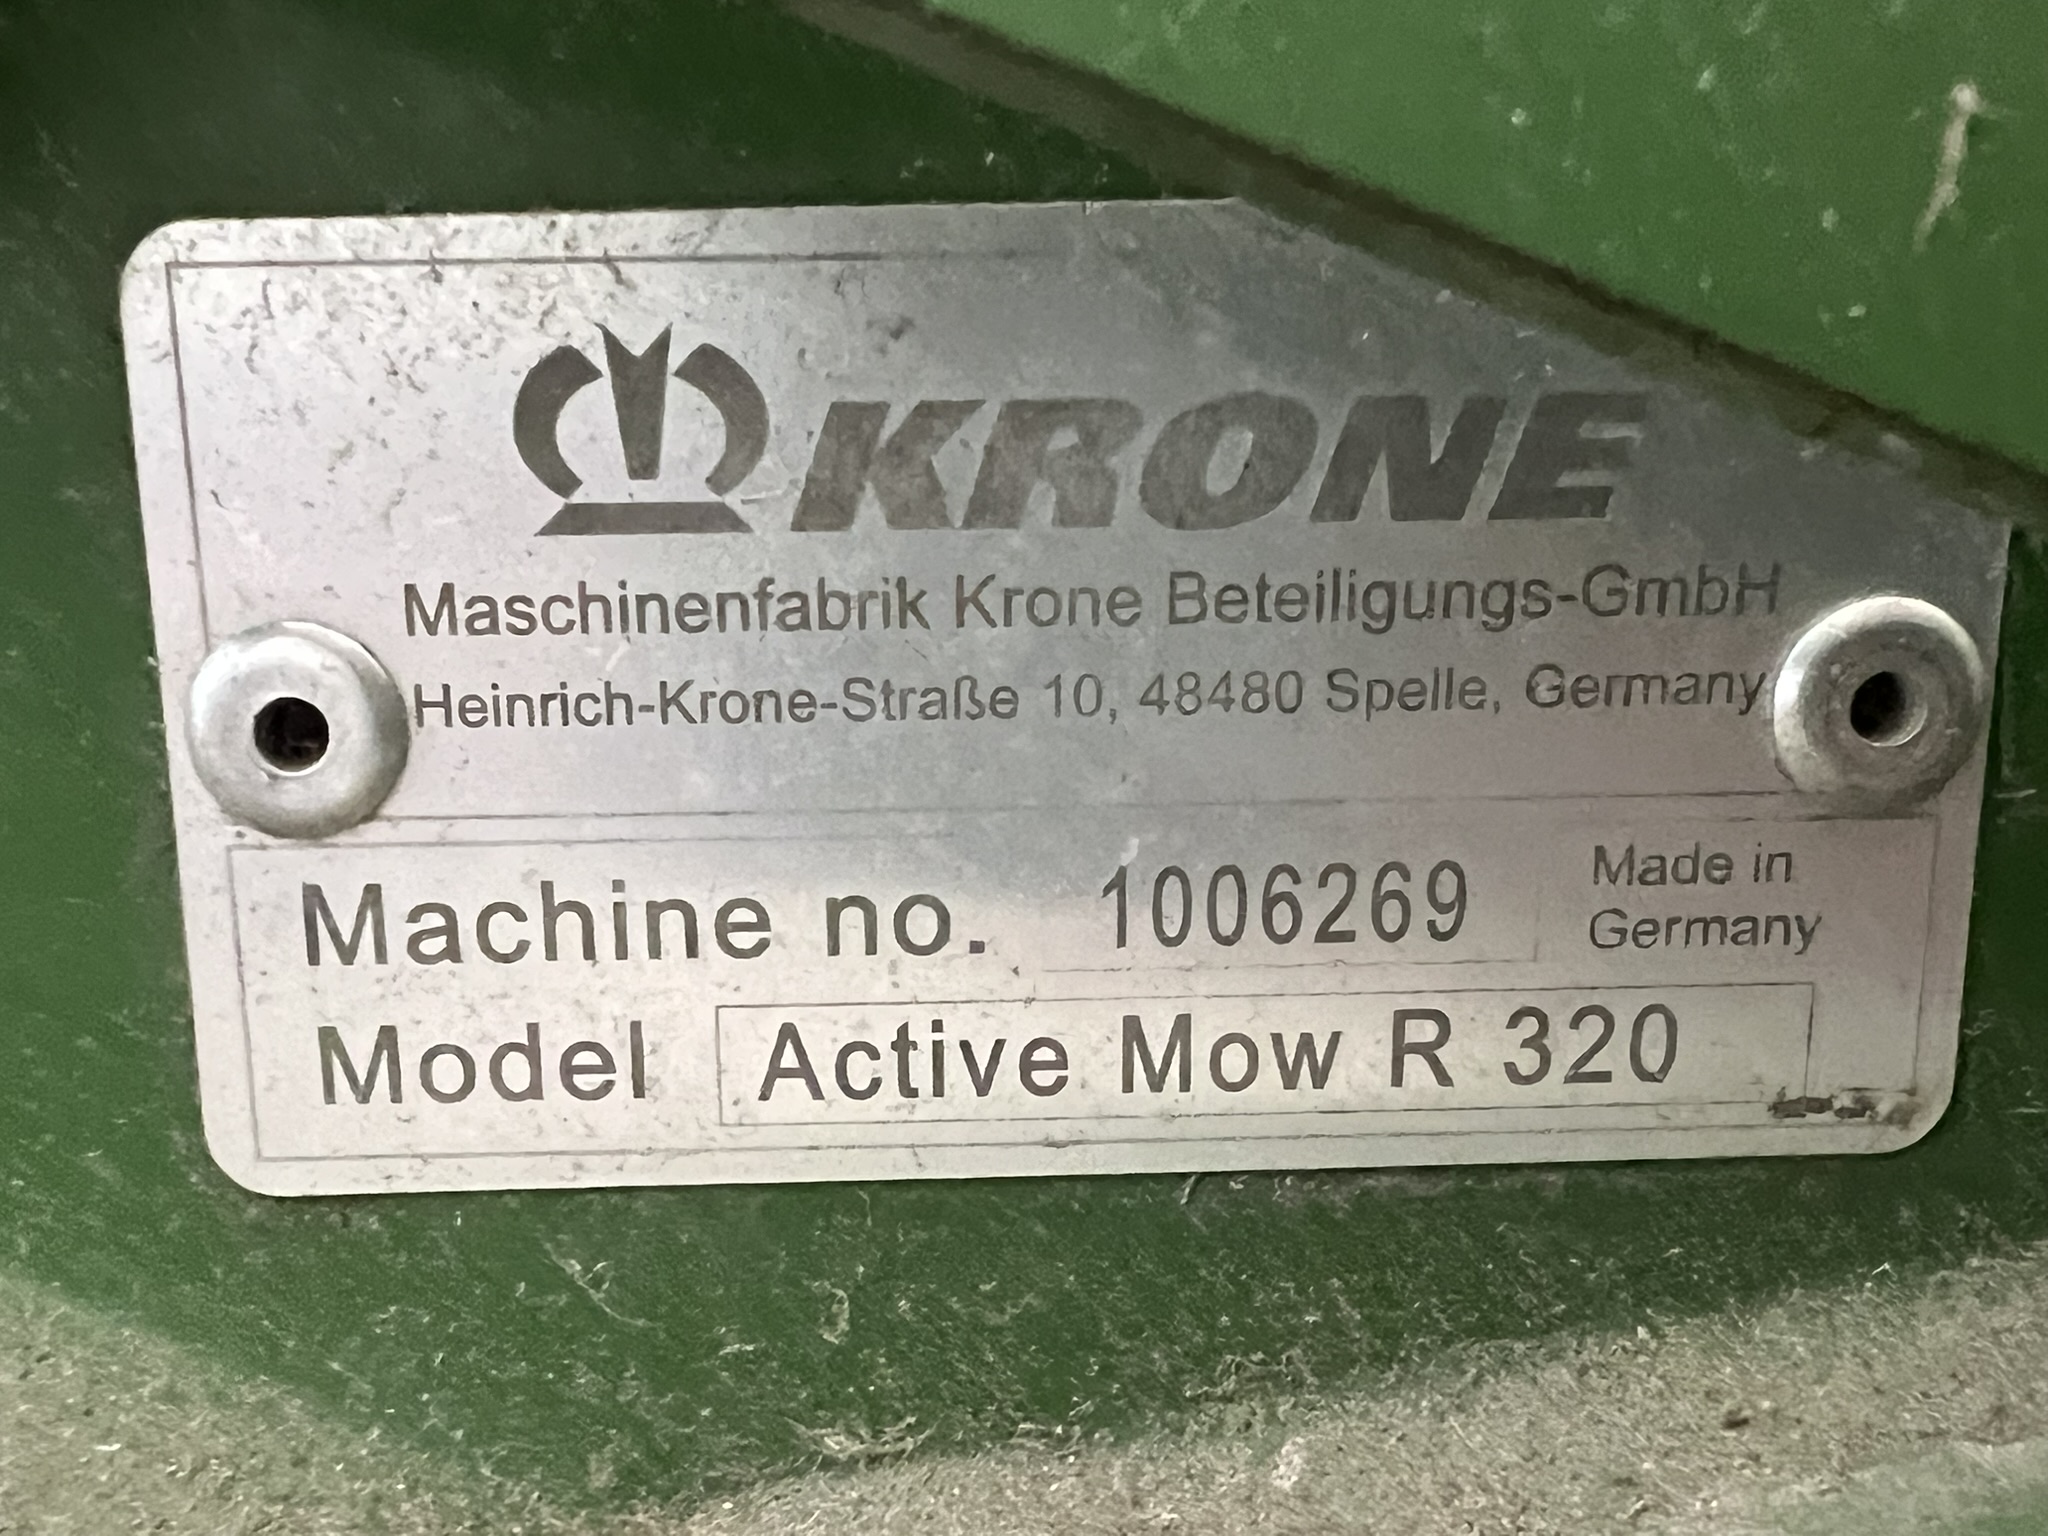 KRONE
Maschinenfabrik Krone Beteiligungs-GmbH
Heinrich-Krone-Straße 10, 48480 Spelle, Germany
Machine no. 1006269
Made in
Germany
Model Active Mow R 320